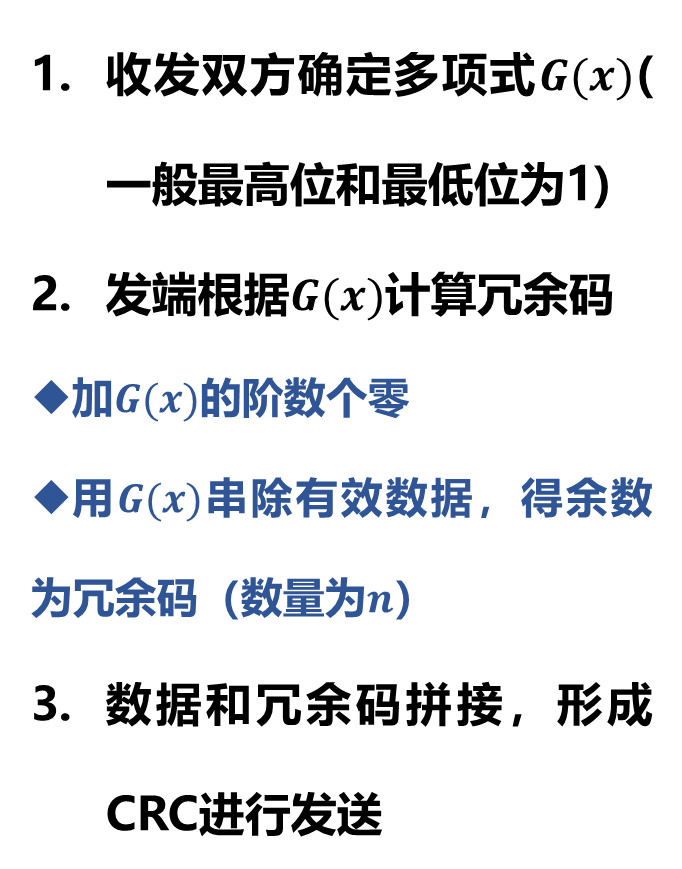 1. 收发双方确定多项式G(x)(
一般最高位和最低位为1)
2. 发端根据G(x)计算冗余码
◆加G(x)的阶数个零
◆用G(x)串除有效数据，得余数
为冗余码（数量为n）
3. 数据和冗余码拼接，形成
CRC进行发送